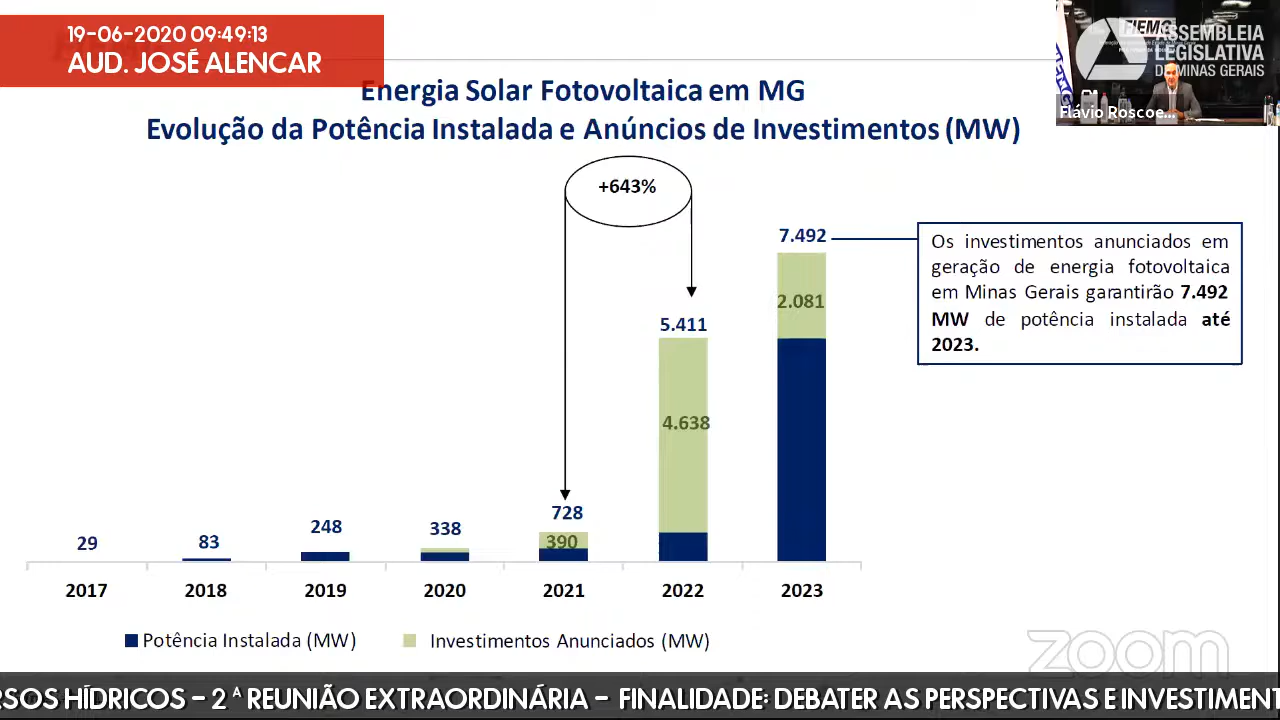 19-06-2020 09:49:13
AUD. JOSÉ ALENCAR
FIEMG
ASSEMBLEIA
LEGISLATIVA
DE MINAS GERAIS
Flávio Roscoe...
Energia Solar Fotovoltaica em MG
Evolução da Potência Instalada e Anúncios de Investimentos (MW)
+643%
7.492
Os investimentos anunciados em
geração de energia fotovoltaica
em Minas Gerais garantirão 7.492
MW de potência instalada até
2023.
2.081
5.411
4.638
728
390
338
248
83
29
2017 2018 2019 2020 2021 2022 2023
Potência Instalada (MW) Investimentos Anunciados (MW)
zoom
RSOS HÍDRICOS - 2ª REUNIÃO EXTRAORDINÁRIA - FINALIDADE: DEBATER AS PERSPECTIVAS E INVESTIMENT